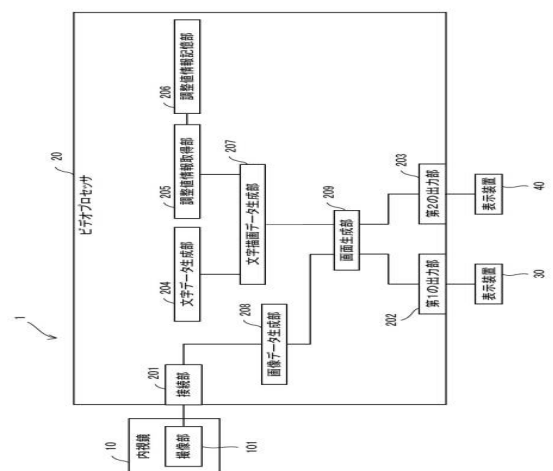 1
ビデオプロセッサ
20
内視鏡
10
撮像部
101
接続部
201
文字データ生成部
204
調整値情報取得部
205
調整値情報記憶部
206
文字描画データ生成部
207
画像データ生成部
208
画面生成部
209
第1の出力部
202
第2の出力部
203
表示装置
30
表示装置
40